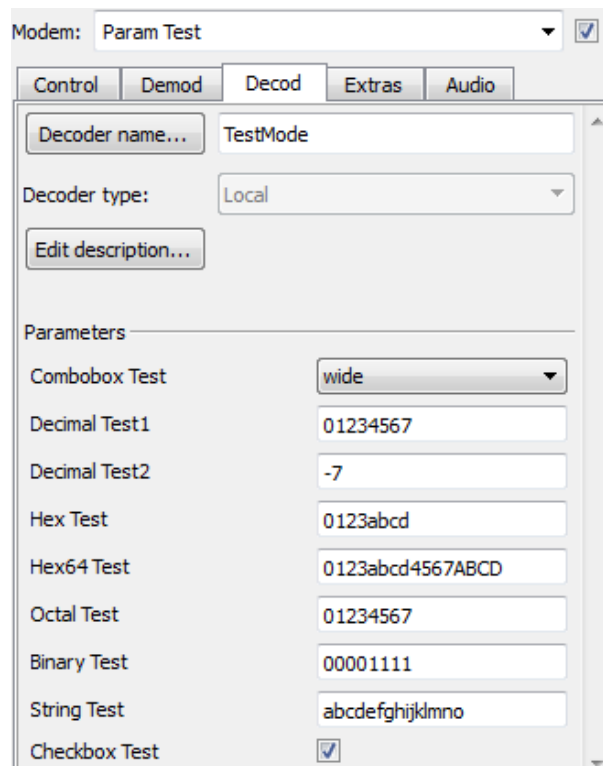 Modem: Param Test
Control Demod Decod Extras Audio
Decoder name... TestMode
Decoder type: Local
Edit description...
Parameters
Combobox Test wide
Decimal Test1 01234567
Decimal Test2 -7
Hex Test 0123abcd
Hex64 Test 0123abcd4567ABCD
Octal Test 01234567
Binary Test 00001111
String Test abcdefghijklmno
Checkbox Test